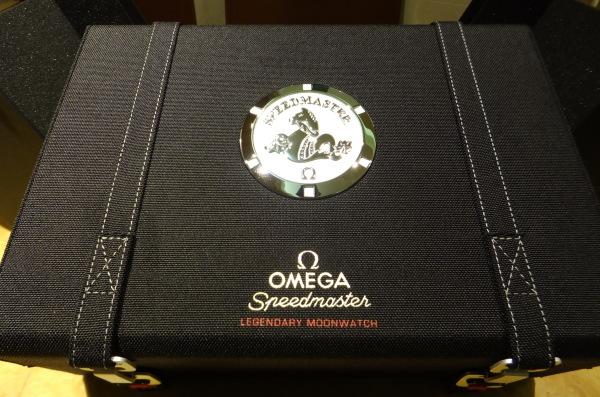 SPEEDMASTER
Ω
Ω
OMEGA
Speedmaster
LEGENDARY MOONWATCH